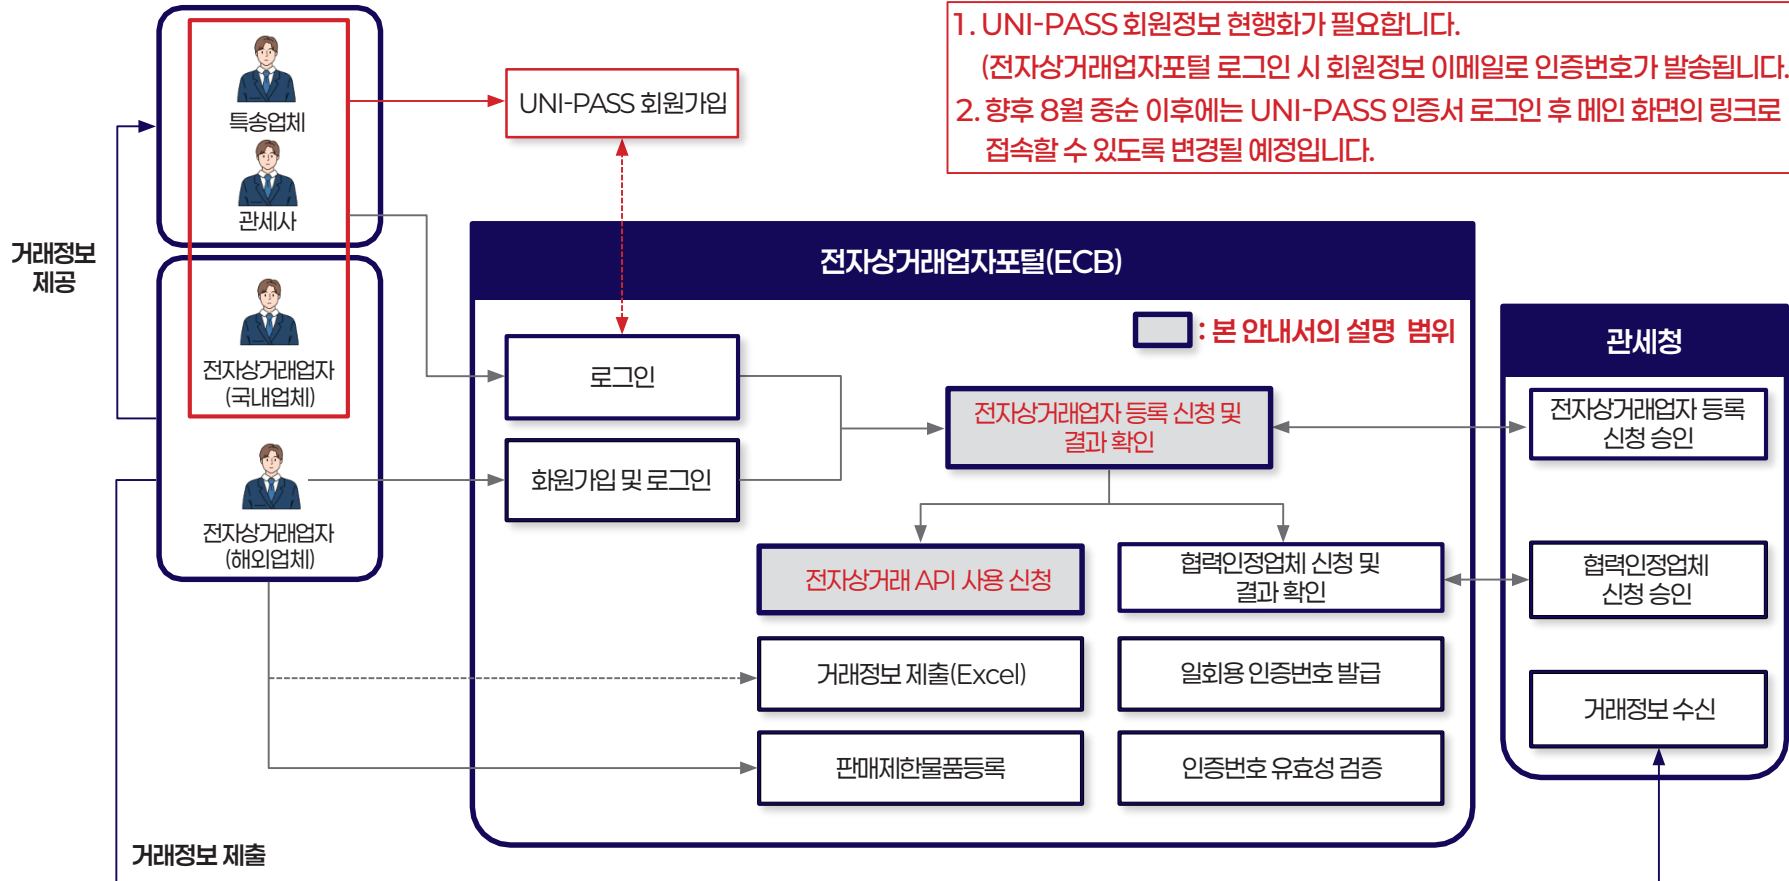 1. UNI-PASS 회원정보 현행화가 필요합니다.
(전자상거래업자포털 로그인 시 회원정보 이메일로 인증번호가 발송됩니다.
2. 향후 8월 중순 이후에는 UNI-PASS 인증서 로그인 후 메인 화면의 링크로
접속할 수 있도록 변경될 예정입니다.
특송업체
관세사
UNI-PASS 회원가입
거래정보
제공
전자상거래업자
(국내업체)
전자상거래업자
(해외업체)
전자상거래업자포털(ECB)
: 본 안내서의 설명 범위
로그인
화원가입 및 로그인
전자상거래업자 등록 신청 및
결과 확인
전자상거래 API 사용 신청
협력인정업체 신청 및
결과 확인
거래정보 제출(Excel)
일회용 인증번호 발급
판매제한물품등록
인증번호 유효성 검증
관세청
전자상거래업자 등록
신청 승인
협력인정업체
신청 승인
거래정보 수신
거래정보 제출